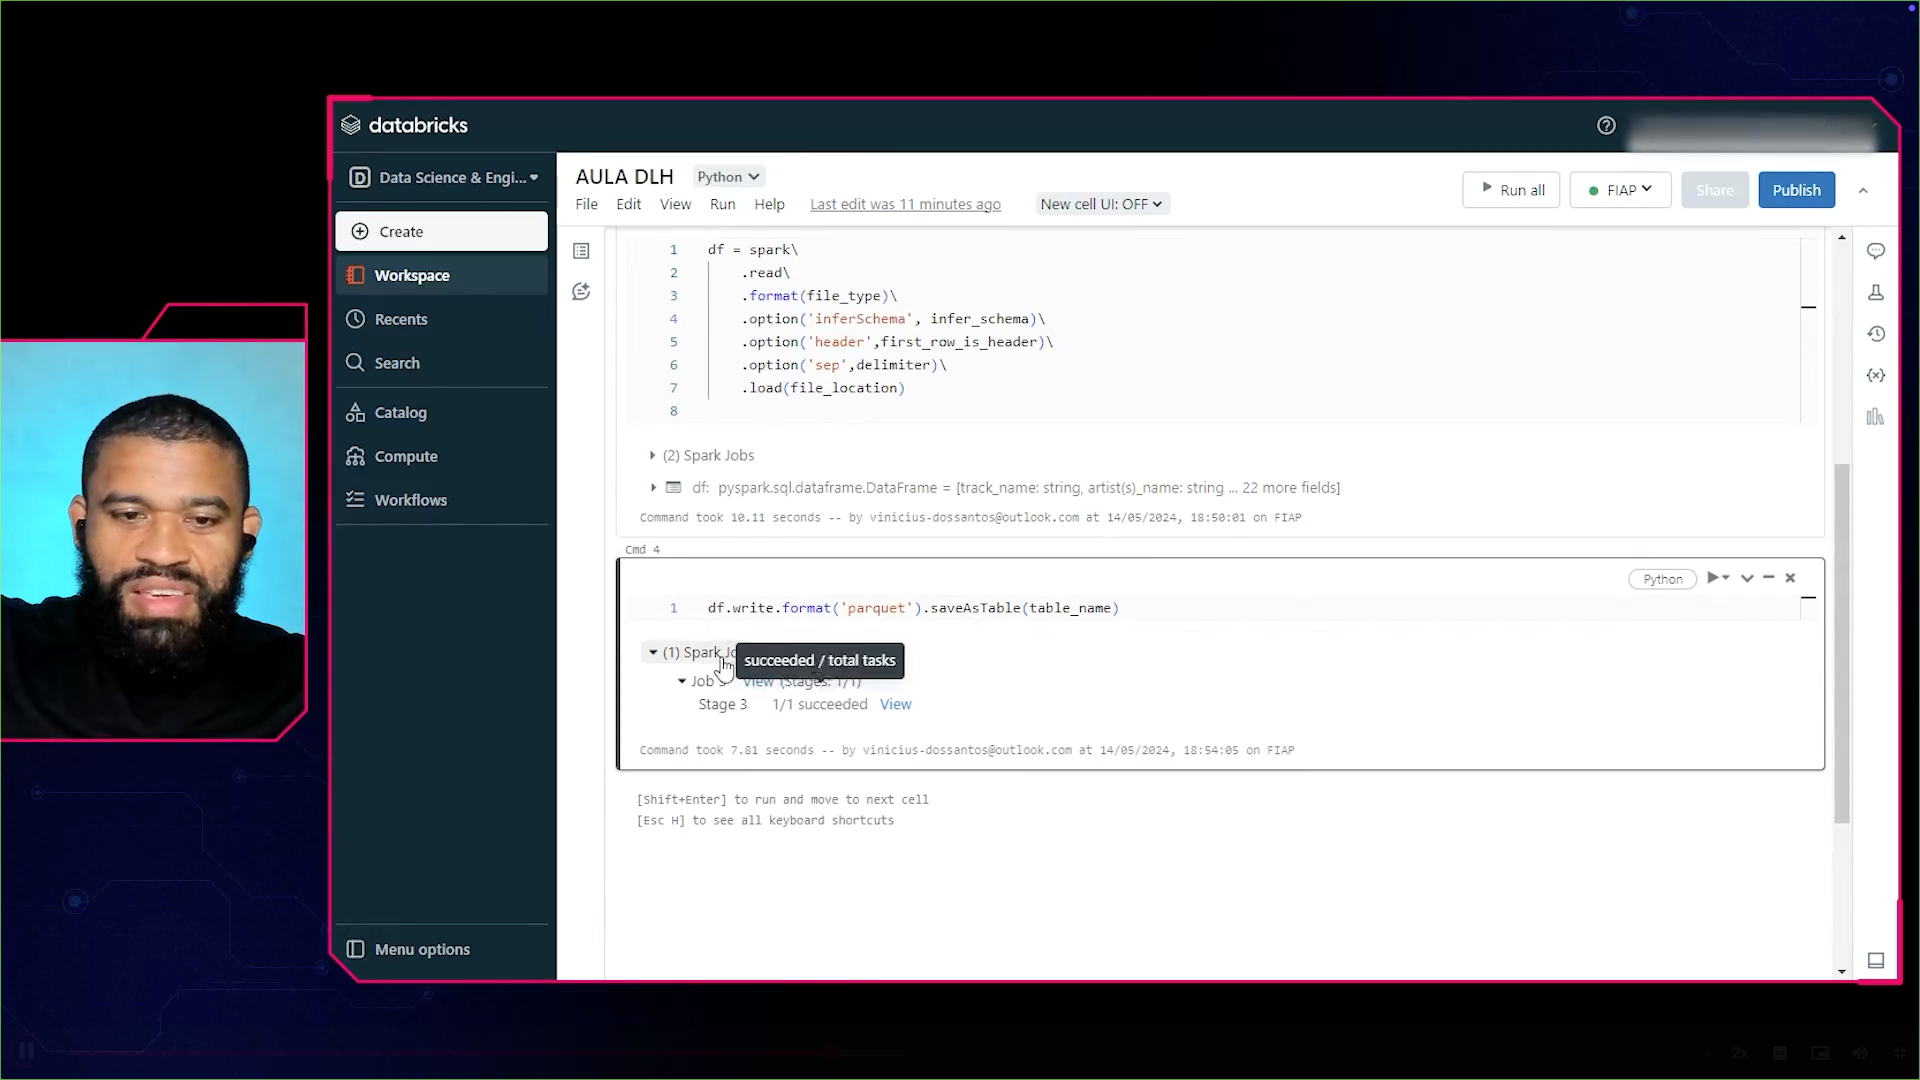 databricks
Data Science & Engi...
Create
Workspace
Recents
Search
Catalog
Compute
Workflows
Menu options
AULA DLH
Python
File Edit View Run Help Last edit was 11 minutes ago New cell UI: OFF
Run all
FIAP
Share
Publish
1 df = spark\
2 .read\
3 .format(file_type)\
4 .option('inferSchema', infer_schema)\
5 .option('header',first_row_is_header)\
6 .option('sep',delimiter)\
7 .load(file_location)
8
(2) Spark Jobs
df: pyspark.sql.dataframe.DataFrame = [track_name: string, artist(s)_name: string ... 22 more fields]
Command took 10.11 seconds -- by vinicius-dossantos@outlook.com at 14/05/2024, 18:50:01 on FIAP
Cmd 4
Python
1 df.write.format('parquet').saveAsTable(table_name)
(1) Spark
succeeded / total tasks
Job View (Stages: 1/1)
Stage 3 1/1 succeeded View
Command took 7.81 seconds -- by vinicius-dossantos@outlook.com at 14/05/2024, 18:54:05 on FIAP
[Shift+Enter] to run and move to next cell
[Esc H] to see all keyboard shortcuts
2x